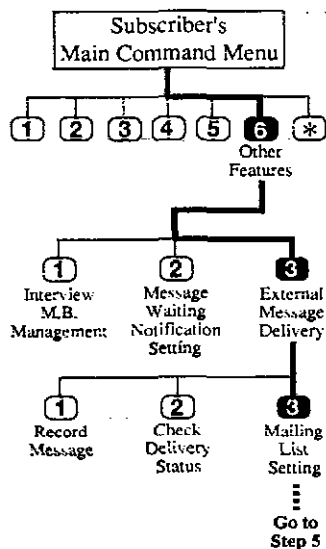 Subscriber's
Main Command Menu
1 2 3 4 5 6 *
Other
Features
1 2 3
Interview
M.B.
Management
Message
Waiting
Notification
Setting
External
Message
Delivery
1 2 3
Record
Message
Check
Delivery
Status
Mailing
List
Setting
Go to
Step 5